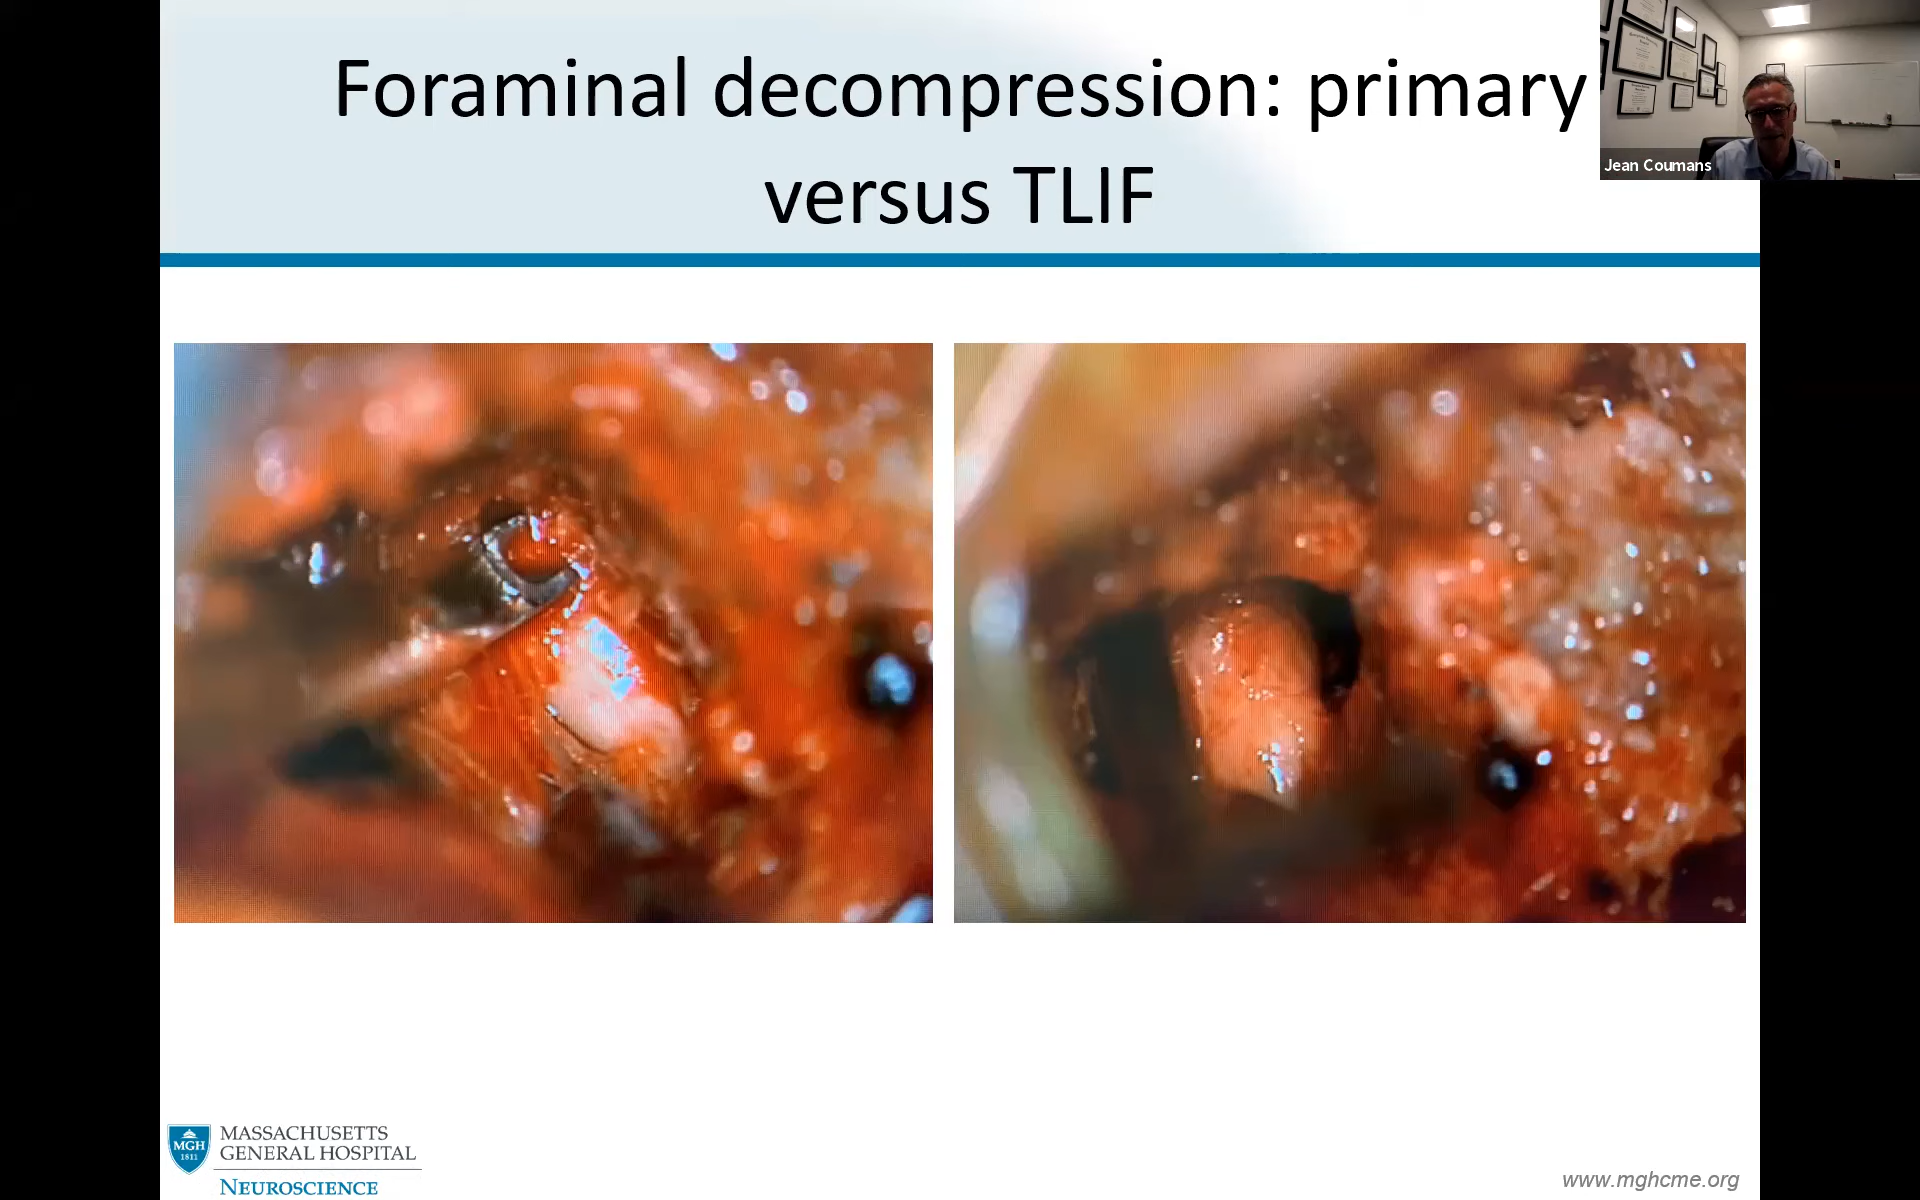 Foraminal decompression: primary
versus TLIF
Jean Coumans
MGH
1811
MASSACHUSETTS
GENERAL HOSPITAL
NEUROSCIENCE
www.mghcme.org